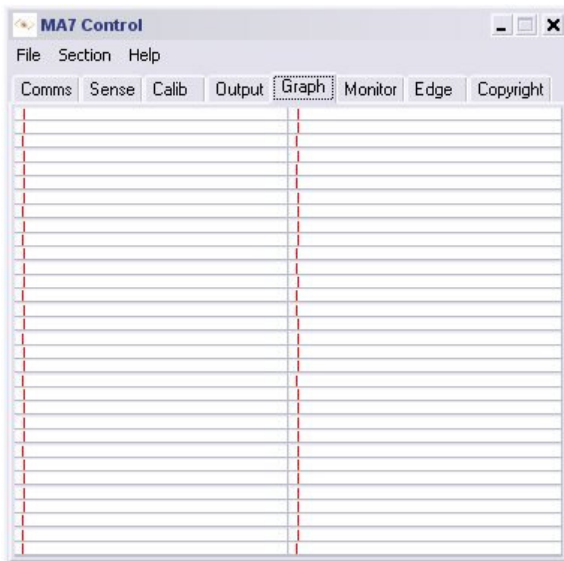 MA7 Control
File Section Help
Comms Sense Calib Output Graph Monitor Edge Copyright